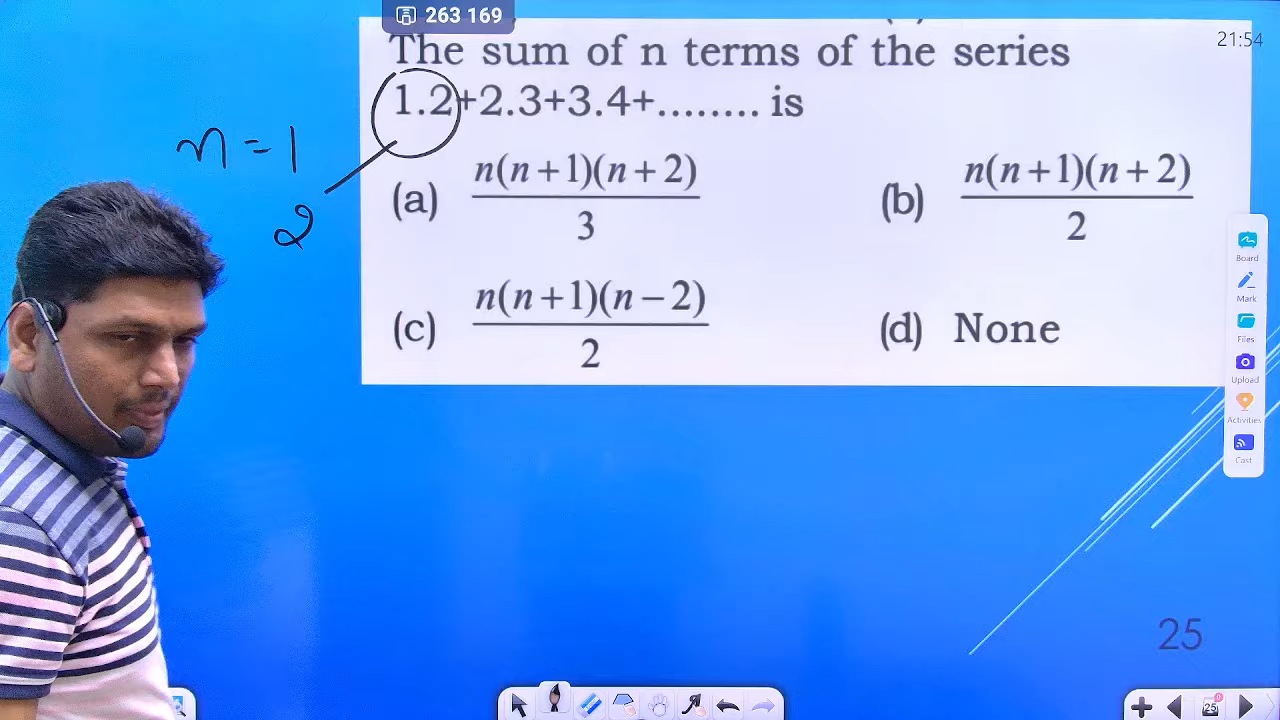 263 169
21:54
The sum of n terms of the series
1.2+2.3+3.4+........ is
n = 1
2
(a) n(n+1)(n+2)/3
(b) n(n+1)(n+2)/2
(c) n(n+1)(n−2)/2
(d) None
Board
Mark
Files
Upload
Activities
Cast
25
25